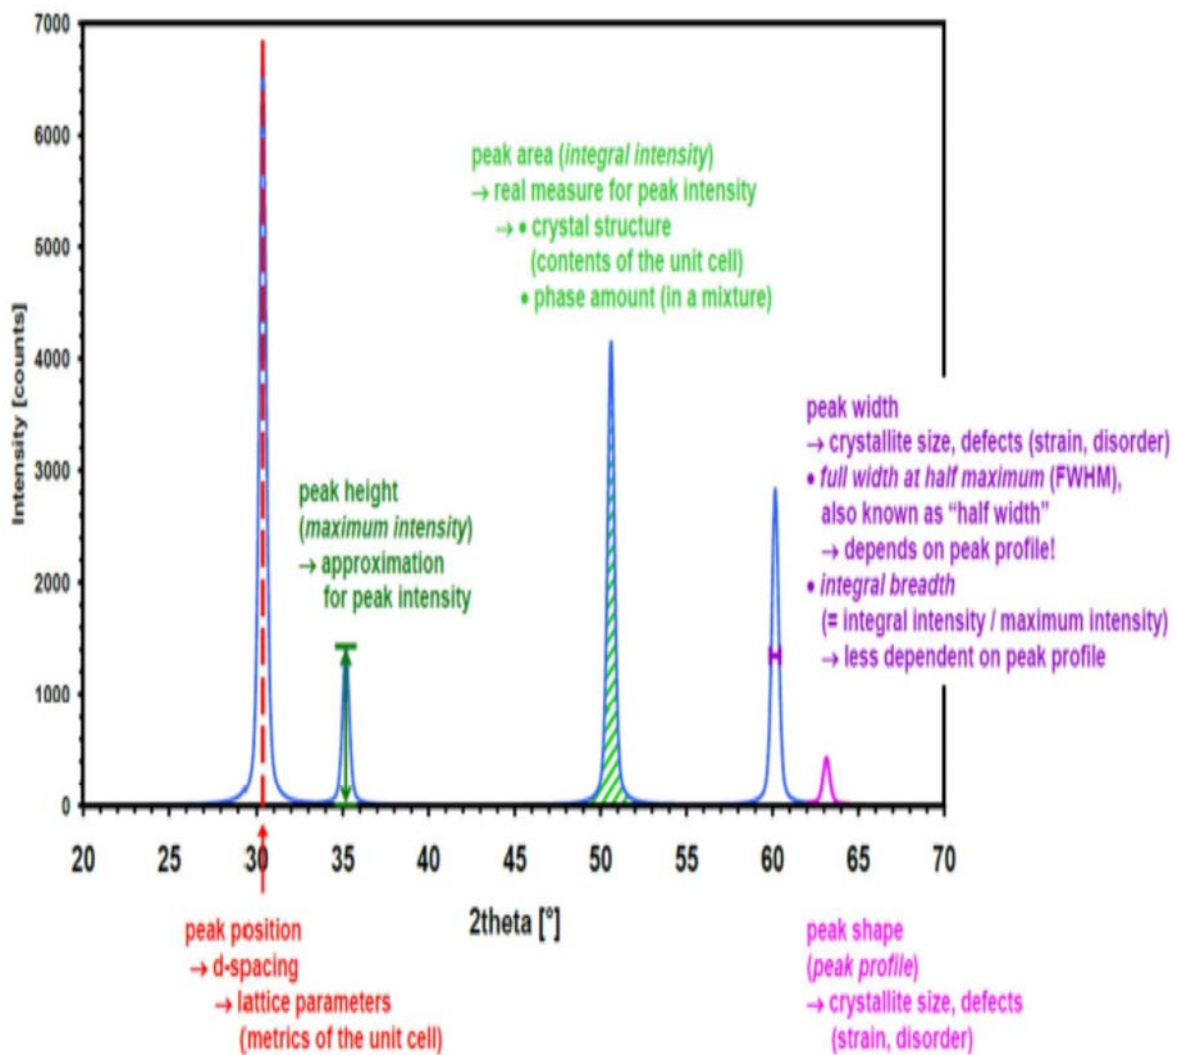 7000
6000
5000
4000
3000
2000
1000
0
Intensity [counts]
peak area (integral intensity)
→ real measure for peak intensity
→ • crystal structure
(contents of the unit cell)
• phase amount (in a mixture)
peak height
(maximum intensity)
→ approximation
for peak intensity
peak width
→ crystallite size, defects (strain, disorder)
• full width at half maximum (FWHM),
also known as “half width”
→ depends on peak profile!
• integral breadth
(= integral intensity / maximum intensity)
→ less dependent on peak profile
20 25 30 35 40 45 50 55 60 65 70
2theta [°]
peak position
→ d-spacing
→ lattice parameters
(metrics of the unit cell)
peak shape
(peak profile)
→ crystallite size, defects
(strain, disorder)